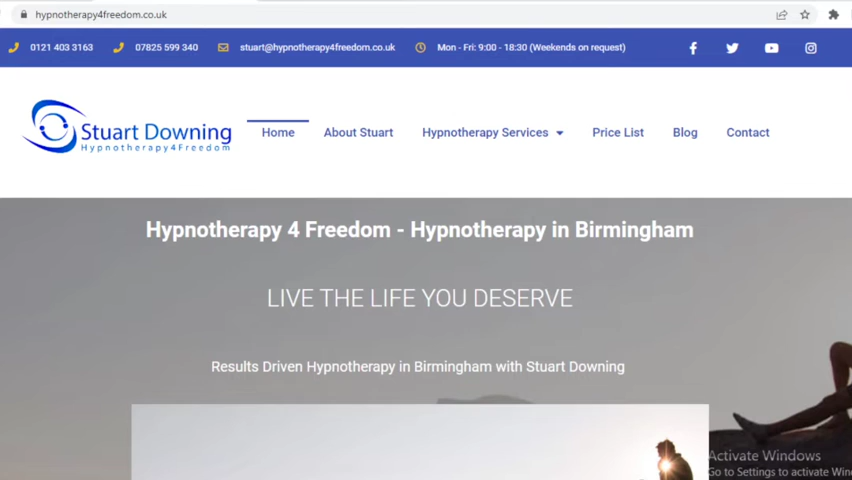 hypnotherapy4freedom.co.uk
0121 403 3163 07825 599 340 stuart@hypnotherapy4freedom.co.uk Mon - Fri: 9:00 - 18:30 (Weekends on request)
Stuart Downing
Hypnotherapy4Freedom
Home About Stuart Hypnotherapy Services Price List Blog Contact
Hypnotherapy 4 Freedom - Hypnotherapy in Birmingham
LIVE THE LIFE YOU DESERVE
Results Driven Hypnotherapy in Birmingham with Stuart Downing
Activate Windows
Go to Settings to activate Win